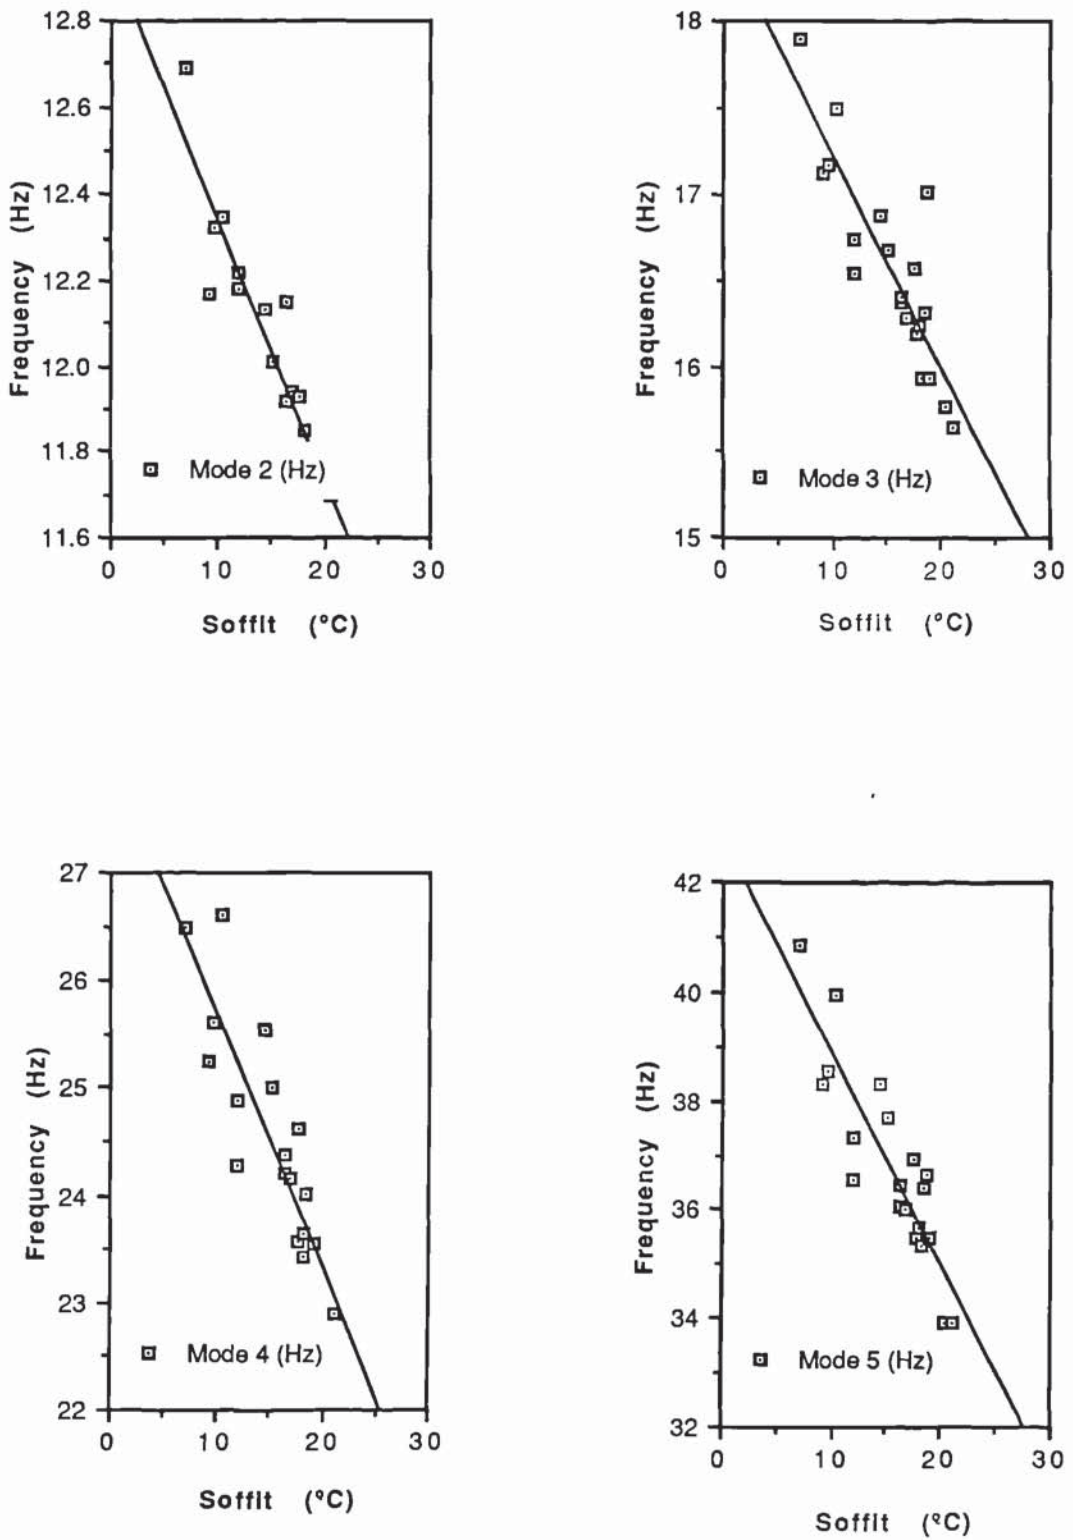 12.8
12.6
12.4
12.2
12.0
11.8
11.6
Frequency (Hz)
Mode 2 (Hz)
0 10 20 30
Soffit (°C)
18
17
16
15
Frequency (Hz)
Mode 3 (Hz)
0 10 20 30
Soffit (°C)
27
26
25
24
23
22
Frequency (Hz)
Mode 4 (Hz)
0 10 20 30
Soffit (°C)
42
40
38
36
34
32
Frequency (Hz)
Mode 5 (Hz)
0 10 20 30
Soffit (°C)